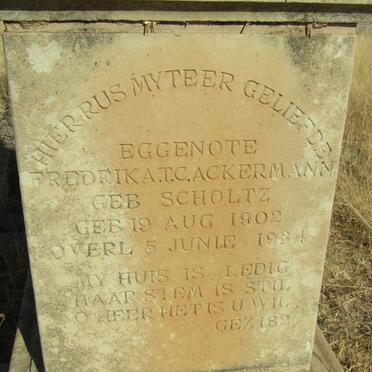 HIER RUS MY TEER GELIEFDE
EGGENOTE
FREDRIKA T.C. ACKERMANN
GEB SCHOLTZ
GEB 19 AUG 1902
OVERL 5 JUNIE 1934
MY HUIS IS LEDIG
HAAR STEM IS STIL
O HEER HET IS U WIL
GEZ 182